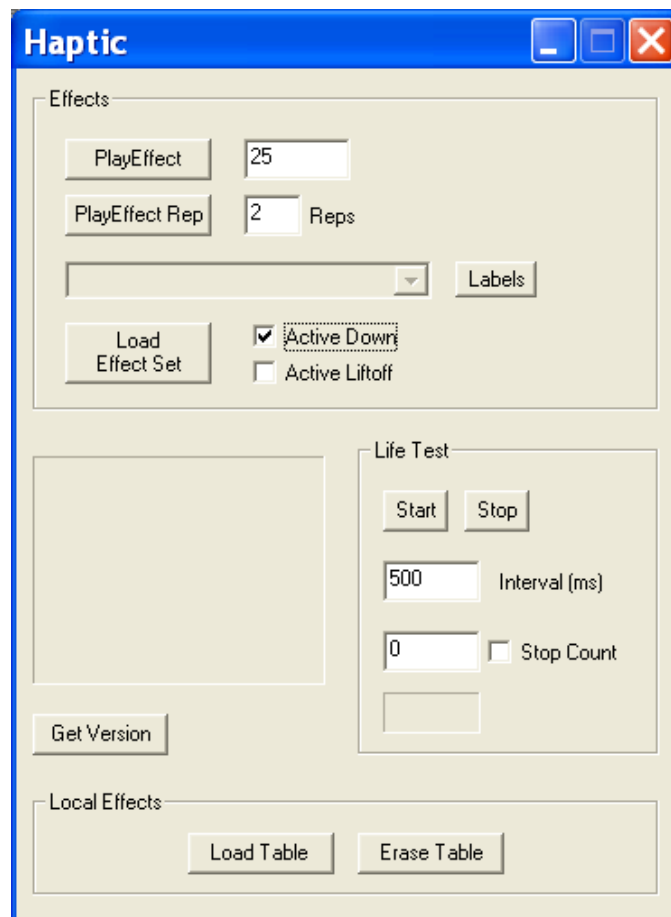 Haptic
Effects
PlayEffect 25
PlayEffect Rep 2 Reps
Labels
Load
Effect Set
Active Down
Active Liftoff
Life Test
Start Stop
500 Interval (ms)
0 Stop Count
Get Version
Local Effects
Load Table Erase Table